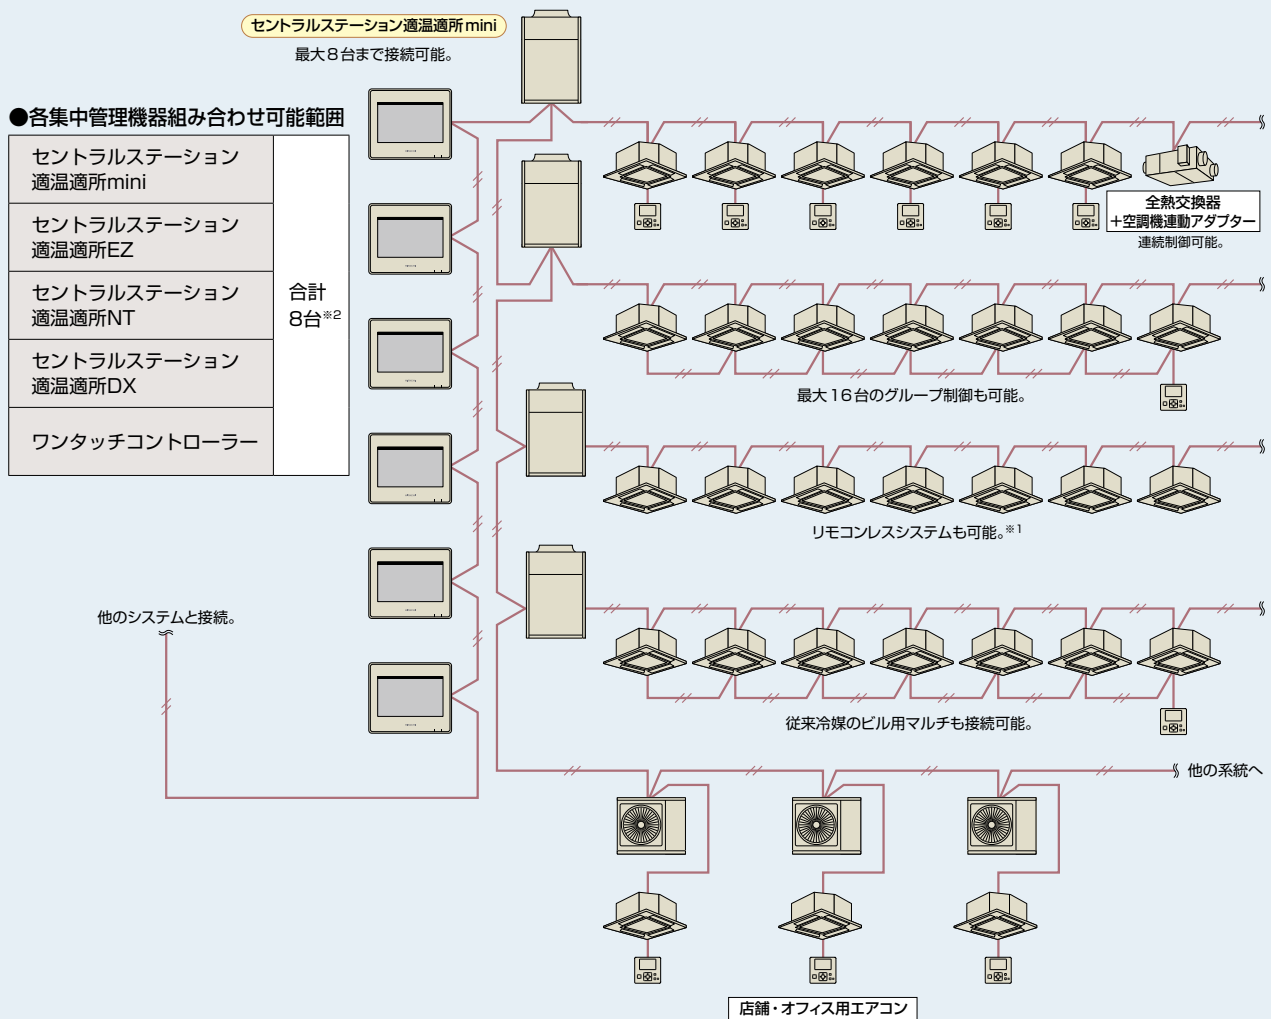 セントラルステーション適温適所mini
最大8台まで接続可能。
●各集中管理機器組み合わせ可能範囲
セントラルステーション
適温適所mini
セントラルステーション
適温適所EZ
セントラルステーション
適温適所NT
セントラルステーション
適温適所DX
ワンタッチコントローラー
合計
8台※2
全熱交換器
+空調機連動アダプター
連続制御可能。
最大16台のグループ制御も可能。
リモコンレスシステムも可能。※1
他のシステムと接続。
従来冷媒のビル用マルチも接続可能。
他の系統へ
店舗・オフィス用エアコン